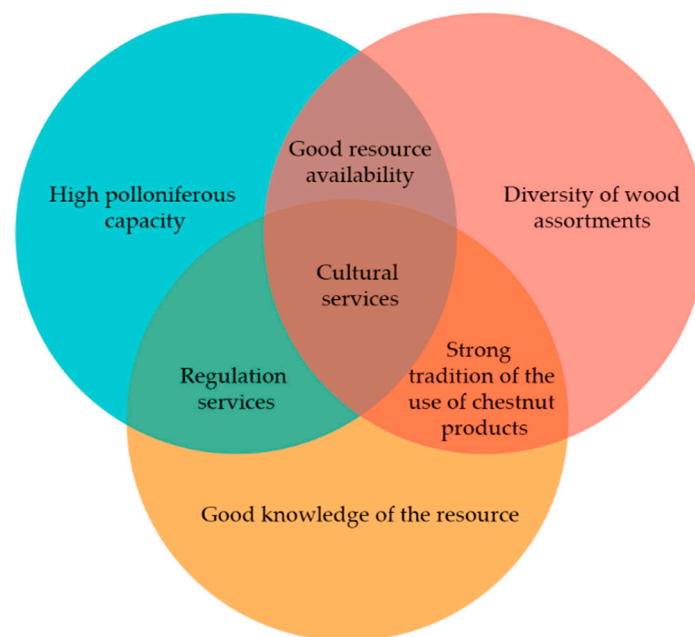 Good resource
availability
High polloniferous
capacity
Diversity of wood
assortments
Cultural
services
Regulation
services
Strong
tradition of the
use of chestnut
products
Good knowledge of the resource